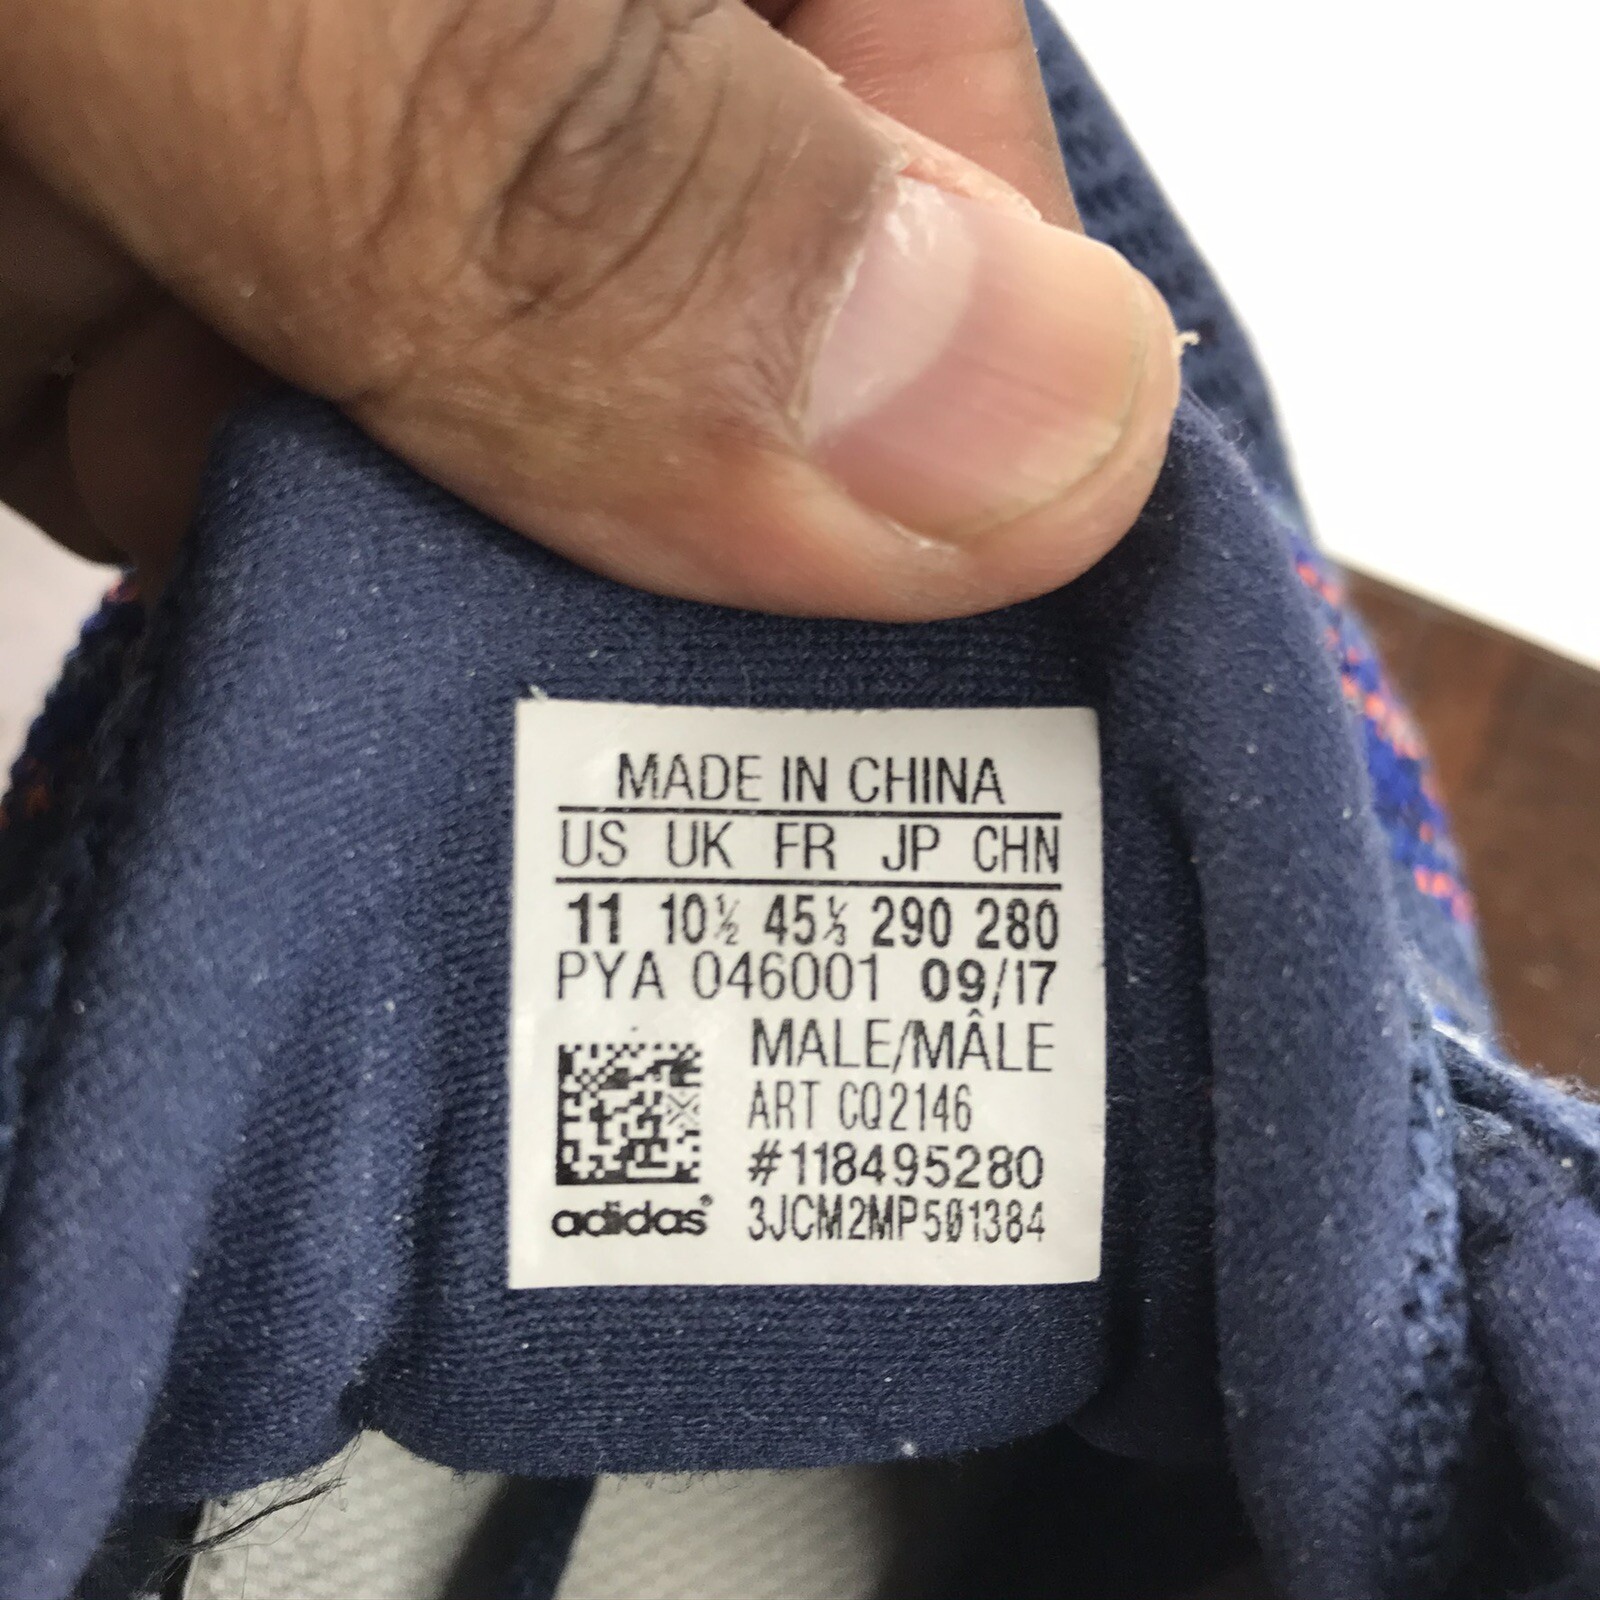 MADE IN CHINA
US UK FR JP CHN
11 10½ 45⅓ 290 280
PYA 046001 09/17
MALE/MÂLE
ART CQ2146
#118495280
adidas® 3JCM2MP501384